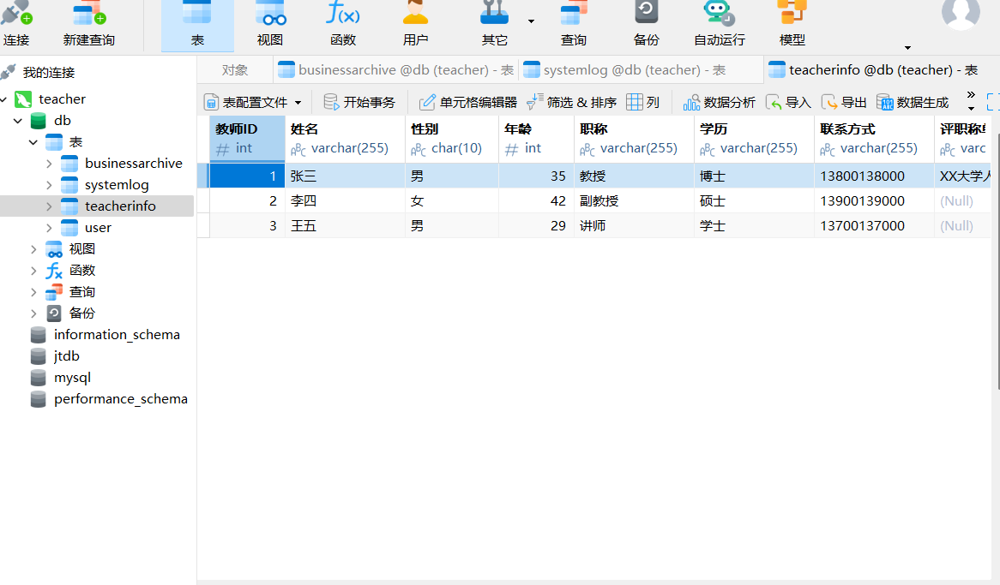 连接 新建查询 表 视图 函数 用户 其它 查询 备份 自动运行 模型
我的连接
teacher
db
表
businessarchive
systemlog
teacherinfo
user
视图
函数
查询
备份
information_schema
jtdb
mysql
performance_schema
对象 businessarchive @db (teacher) - 表 systemlog @db (teacher) - 表 teacherinfo @db (teacher) - 表
表配置文件 开始事务 单元格编辑器 筛选 & 排序 列 数据分析 导入 导出 数据生成
教师ID 姓名 性别 年龄 职称 学历 联系方式 评职称
# int ABC varchar(255) ABC char(10) # int ABC varchar(255) ABC varchar(255) ABC varchar(255) ABC varc
1 张三 男 35 教授 博士 13800138000 XX大学
2 李四 女 42 副教授 硕士 13900139000 (Null)
3 王五 男 29 讲师 学士 13700137000 (Null)